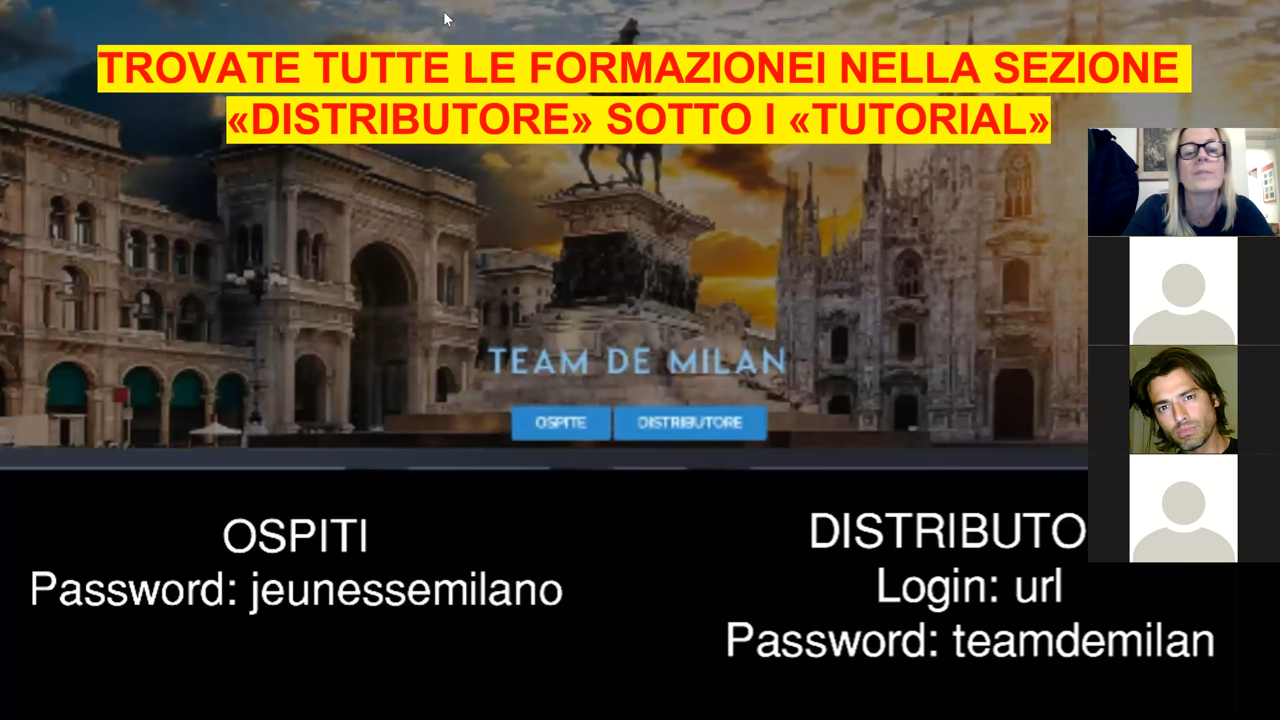 TROVATE TUTTE LE FORMAZIONEI NELLA SEZIONE
«DISTRIBUTORE» SOTTO I «TUTORIAL»
TEAM DE MILAN
OSPITE DISTRIBUTORE
OSPITI
Password: jeunessemilano
DISTRIBUTO
Login: url
Password: teamdemilan